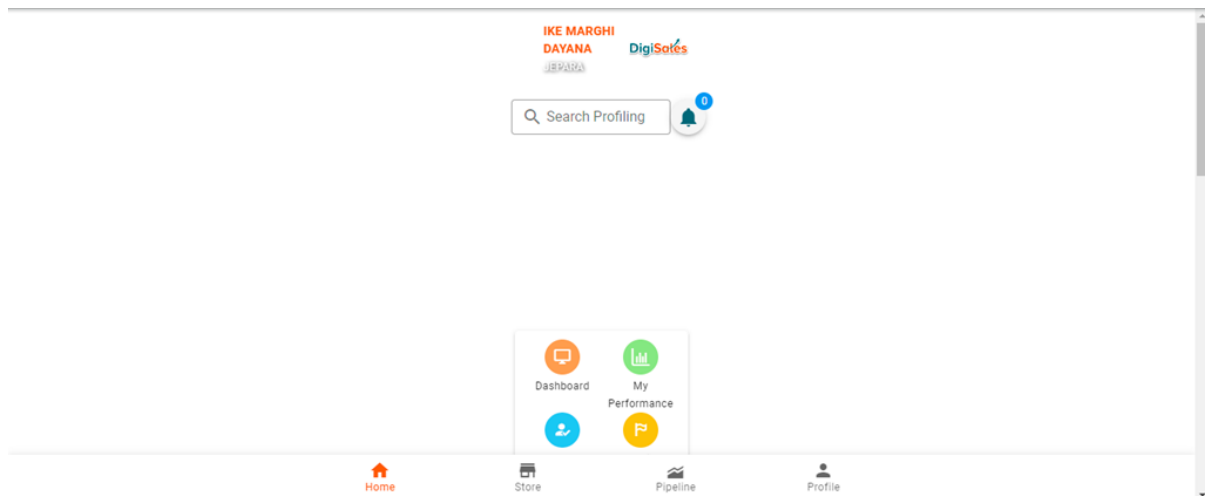 IKE MARGHI
DAYANA
JEPARA
DigiSales
0
Search Profiling
Dashboard
My
Performance
Home
Store
Pipeline
Profile